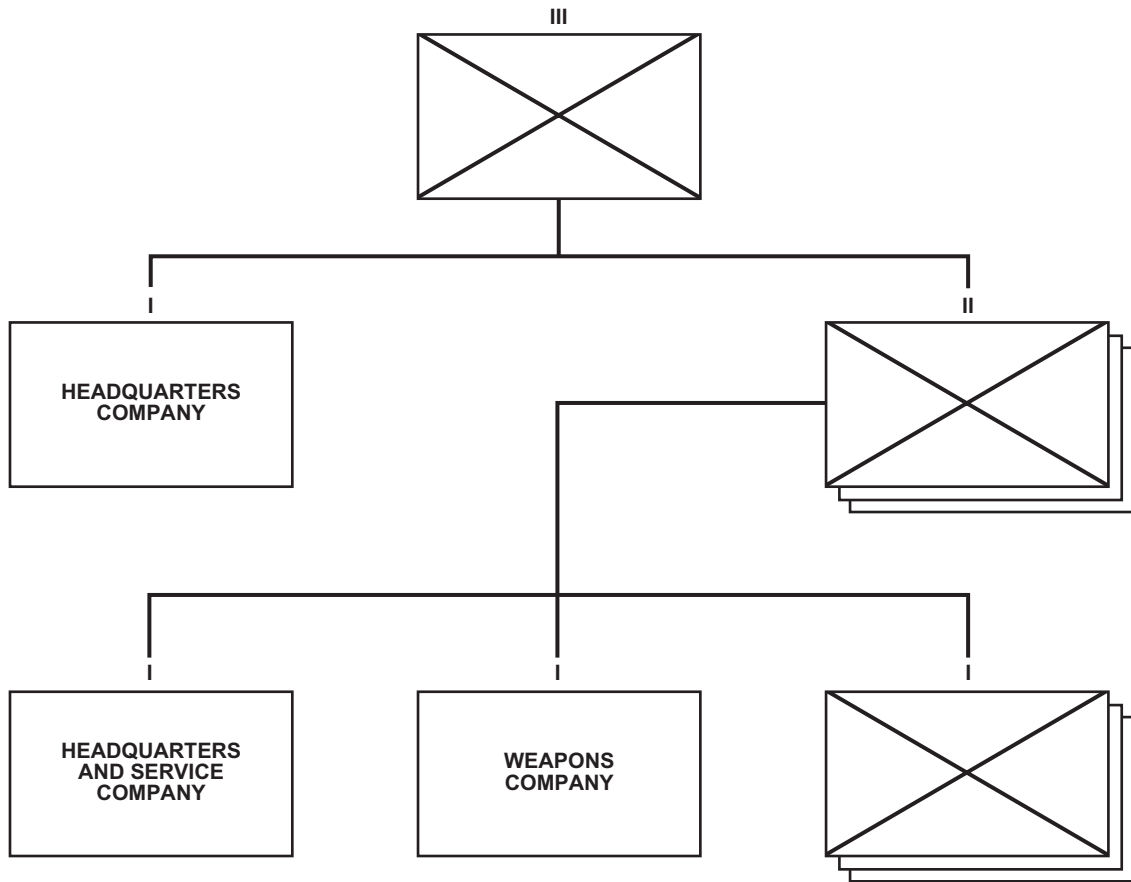 III
I
II
HEADQUARTERS
COMPANY
I
I
I
HEADQUARTERS
AND SERVICE
COMPANY
WEAPONS
COMPANY